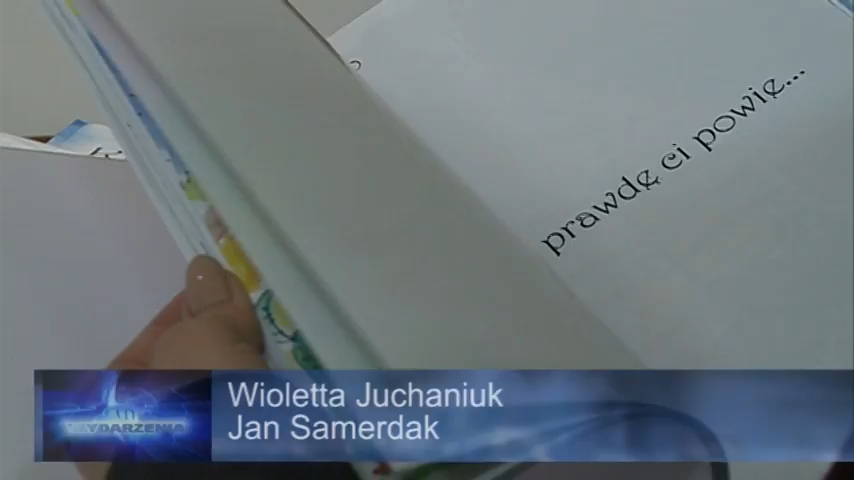 prawdę ci powię...
WYDARZENIA
Wioletta Juchaniuk
Jan Samerdak